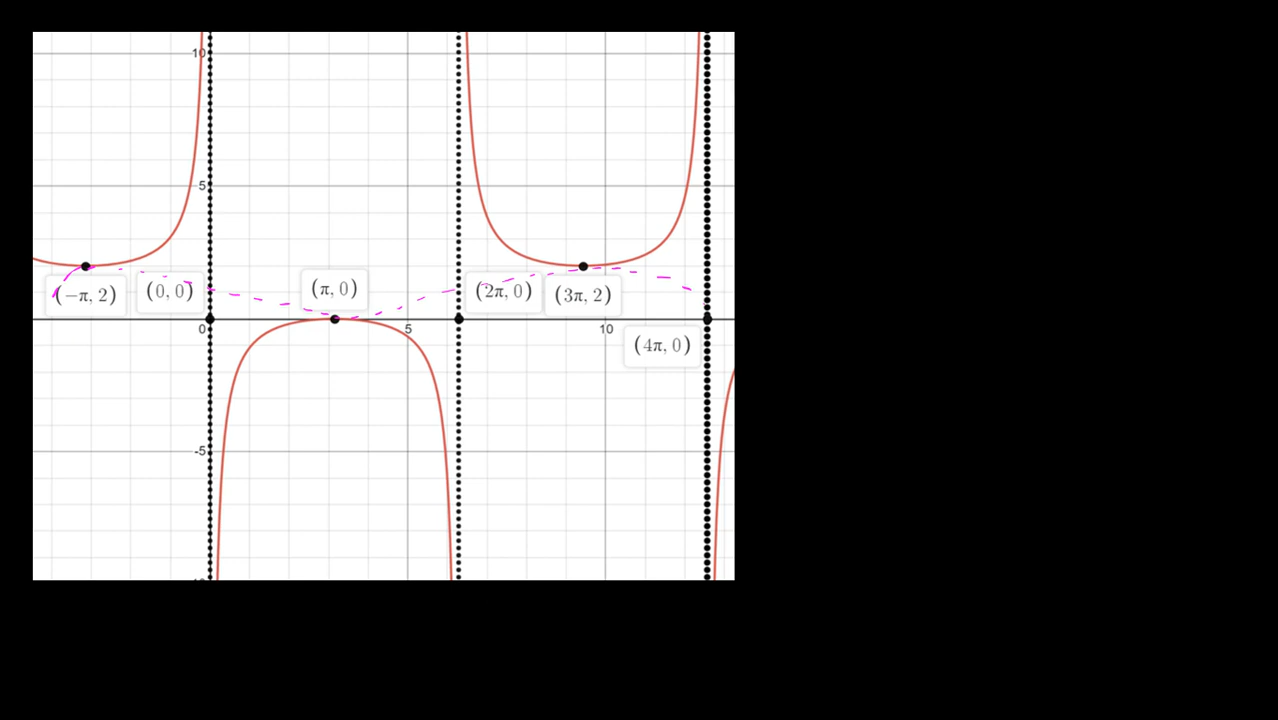 10
5
(−π, 2)
(0, 0)
(π, 0)
(2π, 0)
(3π, 2)
0
5
10
(4π, 0)
-5